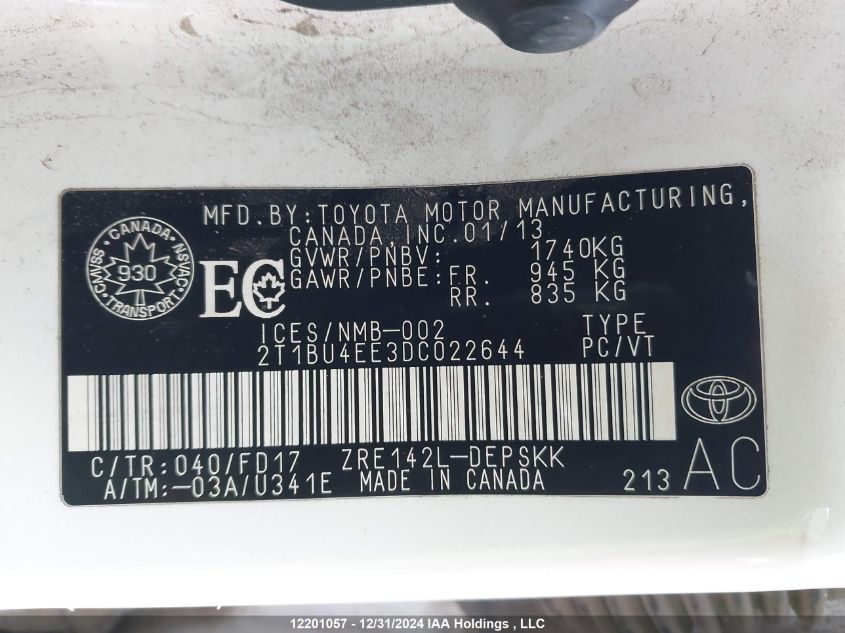 MFD.BY:TOYOTA MOTOR MANUFACTURING,
CANADA,INC.01/13
GVWR/PNBV: 1740KG
GAWR/PNBE:FR. 945 KG
RR. 835 KG
CANADA
CMVSS 930 NSVAC
TRANSPORT
EC
ICES/NMB-002 TYPE
2T1BU4EE3DC022644 PC/VT
C/TR:040/FD17 ZRE142L-DEPSKK
A/TM:-03A/U341E MADE IN CANADA 213 AC
12201057 - 12/31/2024 IAA Holdings , LLC